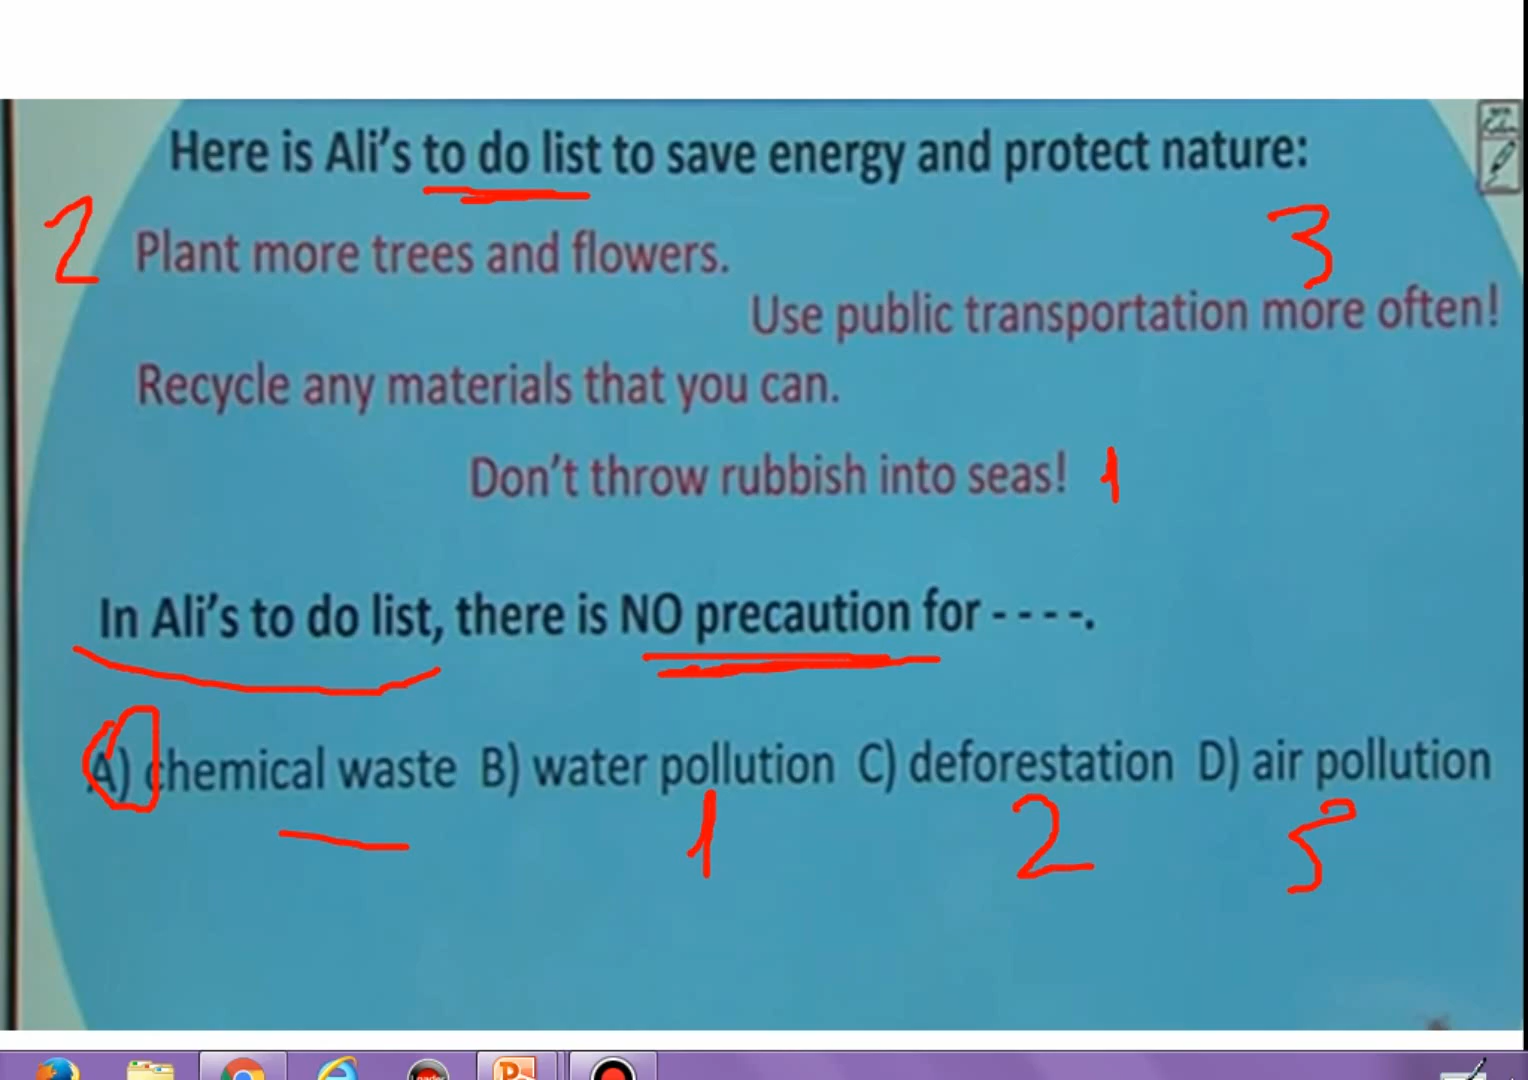 Here is Ali's to do list to save energy and protect nature:
2 Plant more trees and flowers.
3
Use public transportation more often!
Recycle any materials that you can.
Don't throw rubbish into seas! 1
In Ali's to do list, there is NO precaution for - - - -.
A) chemical waste B) water pollution C) deforestation D) air pollution
1 2